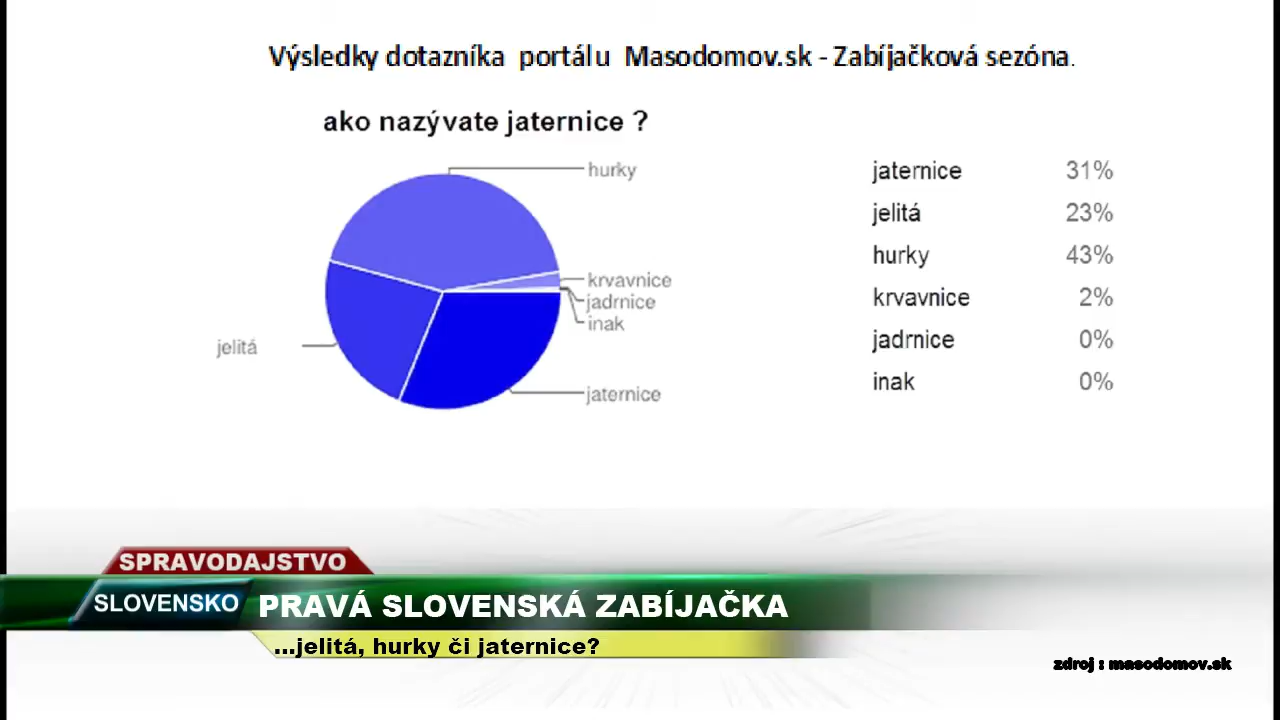 Výsledky dotazníka portálu Masodomov.sk - Zabíjačková sezóna.
ako nazývate jaternice ?
hurky
krvavnice
jadrnice
inak
jelitá
jaternice
jaternice 31%
jelitá 23%
hurky 43%
krvavnice 2%
jadrnice 0%
inak 0%
SPRAVODAJSTVO
SLOVENSKO PRAVÁ SLOVENSKÁ ZABÍJAČKA
...jelitá, hurky či jaternice?
zdroj : masodomov.sk